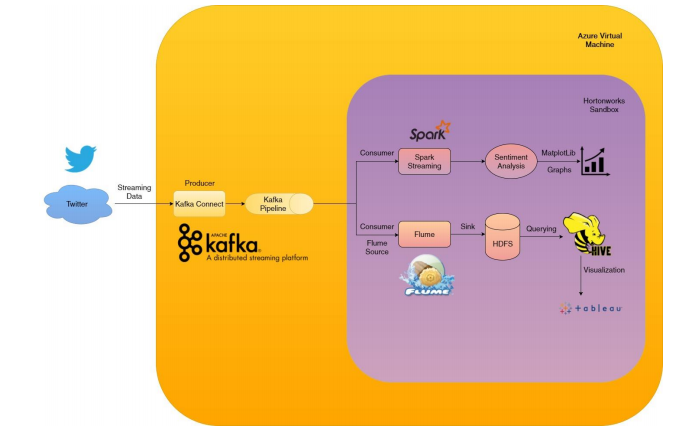 Azure Virtual
Machine
Hortonworks
Sandbox
Spark
Consumer
Spark
Streaming
Sentiment
Analysis
MatplotLib
Graphs
Streaming
Data
Twitter
Producer
Kafka Connect
Kafka
Pipeline
APACHE
kafka®
A distributed streaming platform
Consumer
Flume
Source
Flume
Sink
HDFS
Querying
HIVE
FLUME
Visualization
+ableau